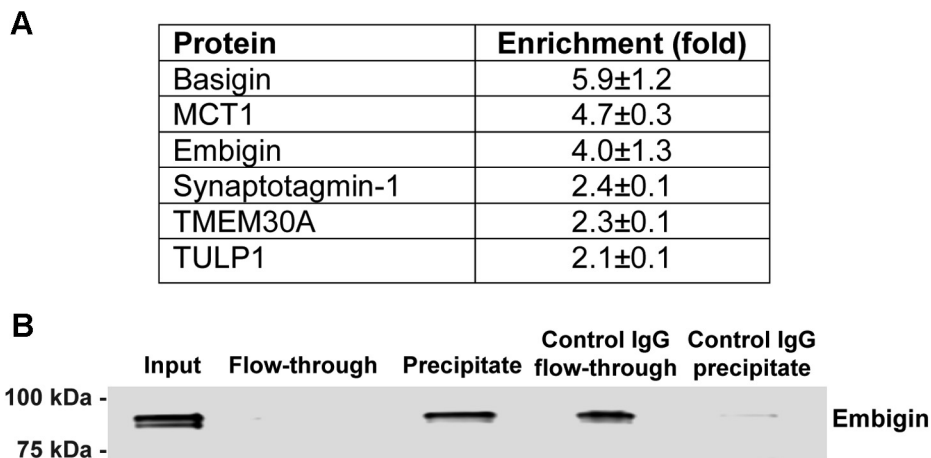 A
Protein Enrichment (fold)
Basigin 5.9±1.2
MCT1 4.7±0.3
Embigin 4.0±1.3
Synaptotagmin-1 2.4±0.1
TMEM30A 2.3±0.1
TULP1 2.1±0.1
B
Input Flow-through Precipitate Control IgG flow-through Control IgG precipitate
100 kDa -
Embigin
75 kDa -